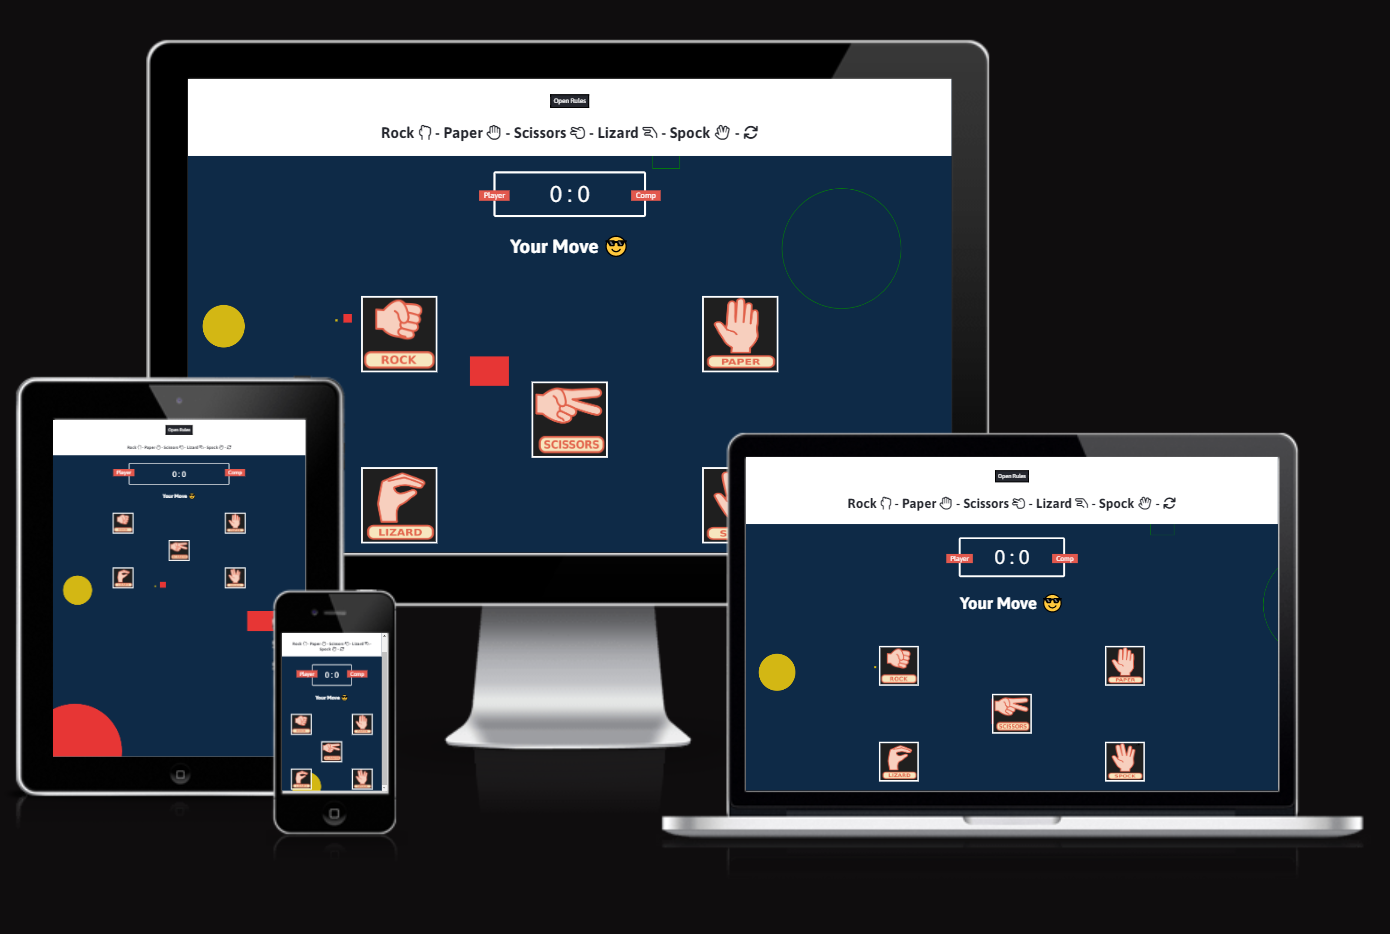 Open Rules
Rock - Paper - Scissors - Lizard - Spock -
Player 0:0 Comp
Your Move 😎
ROCK
PAPER
SCISSORS
LIZARD
S
Open Rules
Rock - Paper - Scissors - Lizard - Spock -
Player 0:0 Comp
Your Move 😎
Open Rules
Rock - Paper - Scissors - Lizard - Spock -
Player 0:0 Comp
Your Move 😎
ROCK
PAPER
SCISSORS
LIZARD
SPOCK
Rock - Paper - Scissors - Lizard -
Spock -
Player 0:0 Comp
Your Move 😎